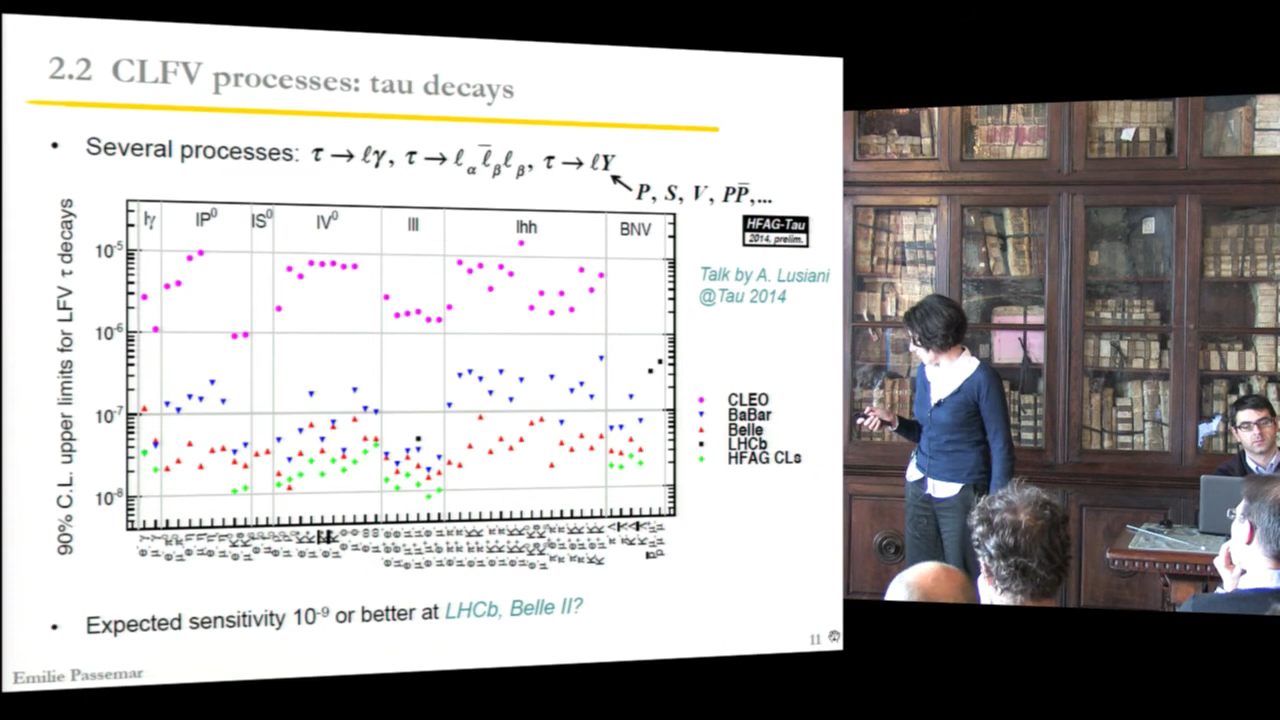 2.2 CLFV processes: tau decays
• Several processes: τ → ℓγ, τ → ℓ_α ℓ̅_β ℓ_β, τ → ℓY
P, S, V, PP̅,...
HFAG-Tau
2014, prelim.
Talk by A. Lusiani
@Tau 2014
90% C.L. upper limits for LFV τ decays
lγ lP⁰ lS⁰ lV⁰ lll lhh BNV
10⁻⁵
10⁻⁶
10⁻⁷
10⁻⁸
CLEO
BaBar
Belle
LHCb
HFAG CLs
• Expected sensitivity 10⁻⁹ or better at LHCb, Belle II?
11
Emilie Passemar